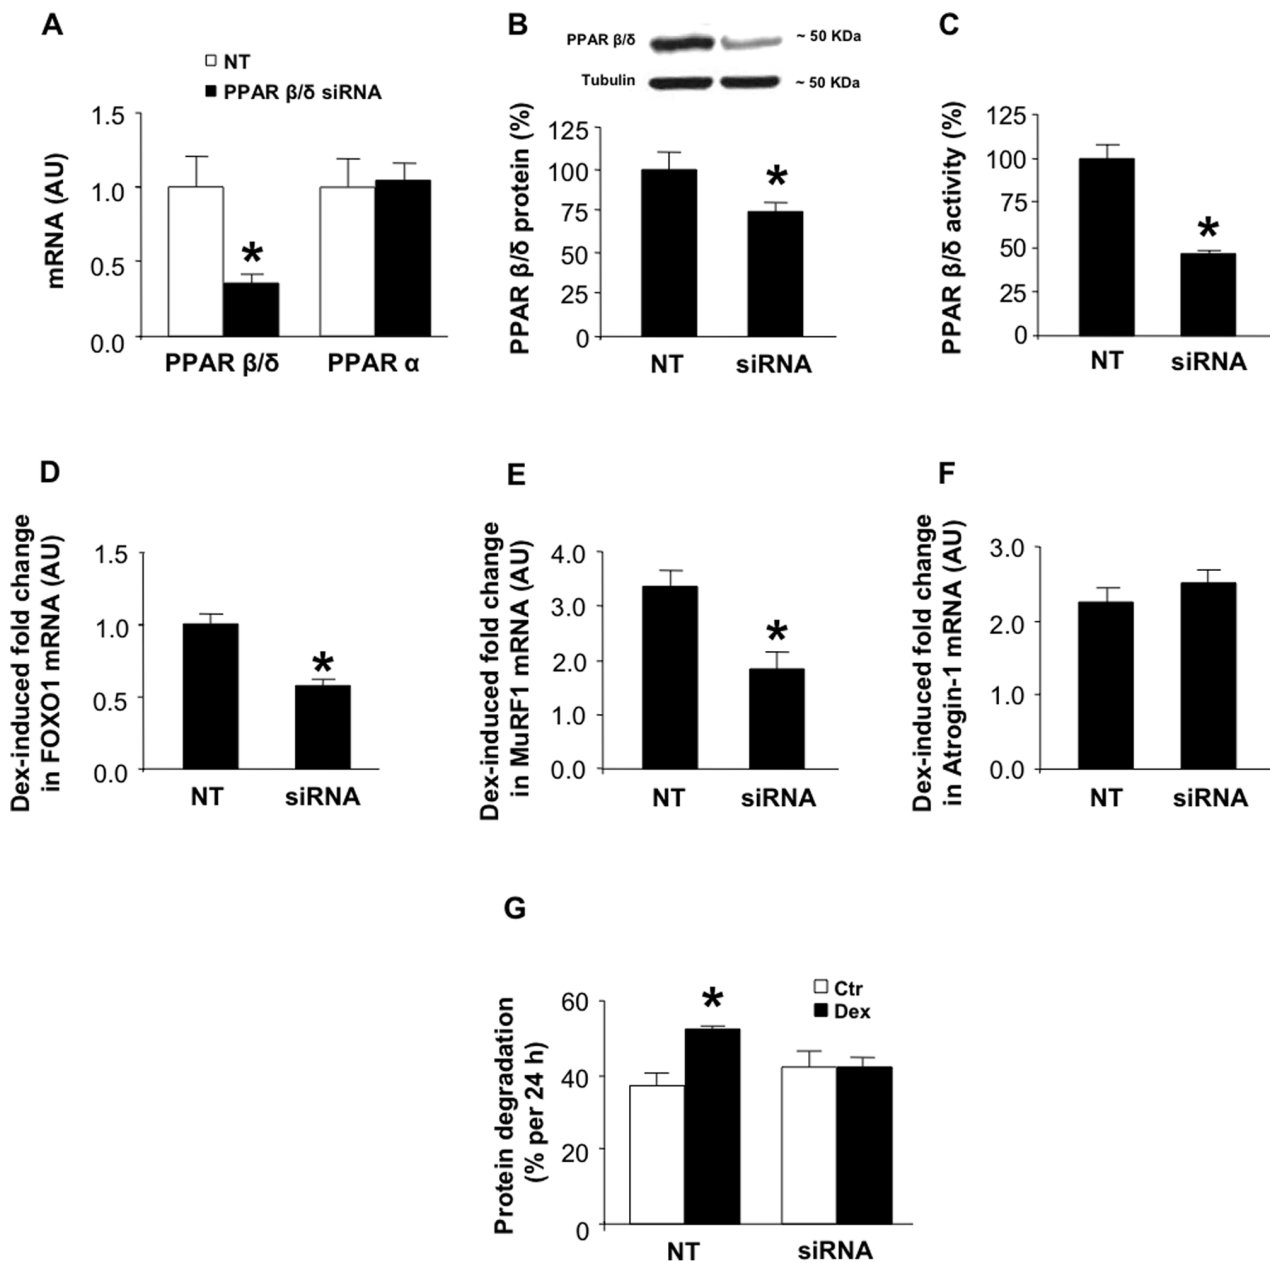 A
NT
PPAR β/δ siRNA
mRNA (AU)
1.5
1.0
0.5
0.0
*
PPAR β/δ
PPAR α
B
PPAR β/δ
~ 50 KDa
Tubulin
~ 50 KDa
PPAR β/δ protein (%)
125
100
75
50
25
0
*
NT
siRNA
C
PPAR β/δ activity (%)
125
100
75
50
25
0
*
NT
siRNA
D
Dex-induced fold change
in FOXO1 mRNA (AU)
1.5
1.0
0.5
0.0
*
NT
siRNA
E
Dex-induced fold change
in MuRF1 mRNA (AU)
4.0
3.0
2.0
1.0
0.0
*
NT
siRNA
F
Dex-induced fold change
in Atrogin-1 mRNA (AU)
3.0
2.0
1.0
0.0
NT
siRNA
G
Protein degradation
(% per 24 h)
60
40
20
0
*
Ctr
Dex
NT
siRNA